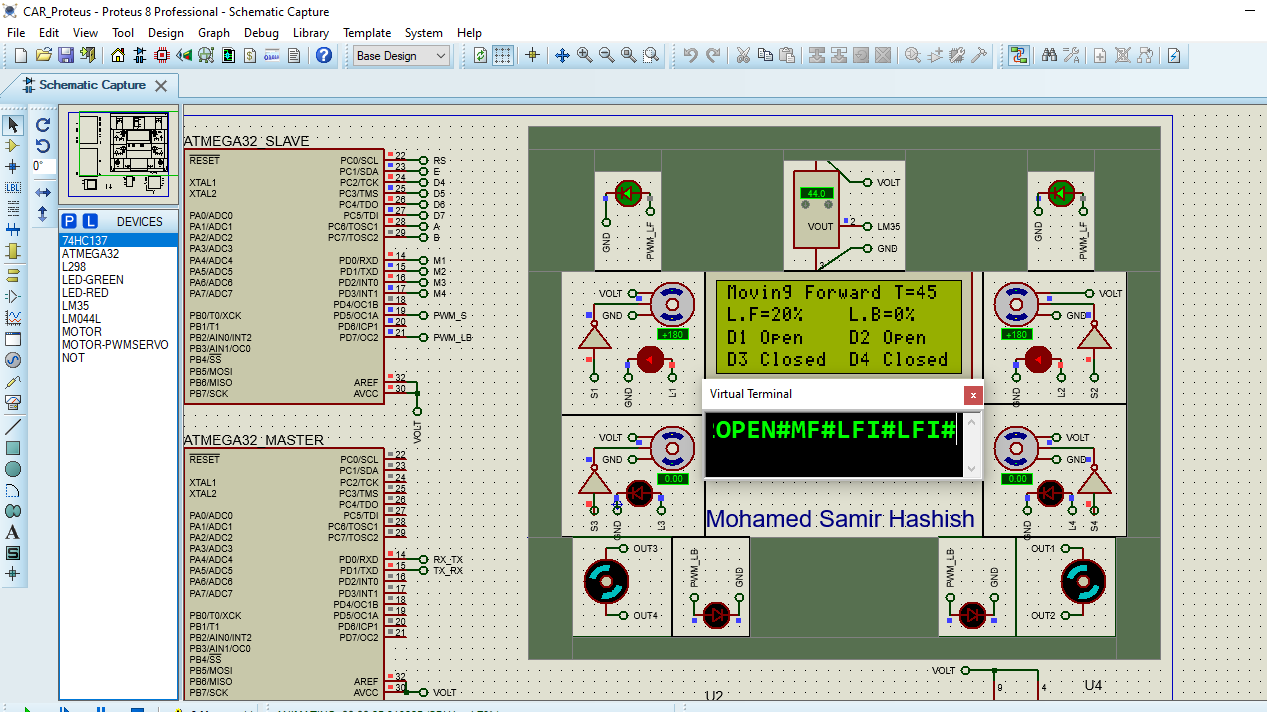 CAR_Proteus - Proteus 8 Professional - Schematic Capture
File Edit View Tool Design Graph Debug Library Template System Help
Base Design
Schematic Capture
0°
P L DEVICES
74HC137
ATMEGA32
L298
LED-GREEN
LED-RED
LM35
LM044L
MOTOR
MOTOR-PWMSERVO
NOT
ATMEGA32_SLAVE
RESET
XTAL1
XTAL2
PA0/ADC0
PA1/ADC1
PA2/ADC2
PA3/ADC3
PA4/ADC4
PA5/ADC5
PA6/ADC6
PA7/ADC7
PB0/T0/XCK
PB1/T1
PB2/AIN0/INT2
PB3/AIN1/OC0
PB4/SS
PB5/MOSI
PB6/MISO
PB7/SCK
PC0/SCL 22 RS
PC1/SDA 23 E
PC2/TCK 24 D4
PC3/TMS 25 D5
PC4/TDO 26 D6
PC5/TDI 27 D7
PC6/TOSC1 28 A
PC7/TOSC2 29 B
PD0/RXD 14 M1
PD1/TXD 15 M2
PD2/INT0 16 M3
PD3/INT1 17 M4
PD4/OC1B 18
PD5/OC1A 19 PWM_S
PD6/ICP1 20
PD7/OC2 21 PWM_LB
AREF 32
AVCC 30
VOLT
ATMEGA32_MASTER
RESET
XTAL1
XTAL2
PA0/ADC0
PA1/ADC1
PA2/ADC2
PA3/ADC3
PA4/ADC4
PA5/ADC5
PA6/ADC6
PA7/ADC7
PB0/T0/XCK
PB1/T1
PB2/AIN0/INT2
PB3/AIN1/OC0
PB4/SS
PB5/MOSI
PB6/MISO
PB7/SCK
PC0/SCL 22
PC1/SDA 23
PC2/TCK 24
PC3/TMS 25
PC4/TDO 26
PC5/TDI 27
PC6/TOSC1 28
PC7/TOSC2 29
PD0/RXD 14 RX_TX
PD1/TXD 15 TX_RX
PD2/INT0 16
PD3/INT1 17
PD4/OC1B 18
PD5/OC1A 19
PD6/ICP1 20
PD7/OC2 21
AREF 32
AVCC 30 VOLT
GND PWM_LF
44.0
VOLT
VOUT 2 LM35
GND
GND PWM_LF
VOLT
GND
+180
S1 GND L1
Moving Forward T=45
L.F=20% L.B=0%
D1 Open D2 Open
D3 Closed D4 Closed
VOLT
GND
+180
GND L2 S2
Virtual Terminal
OPEN#MF#LFI#LFI#
VOLT
GND
0.00
S3 GND L3
VOLT
GND
0.00
GND L4 S4
Mohamed Samir Hashish
OUT3
OUT4
PWM_LB GND
PWM_LB GND
OUT1
OUT2
VOLT
9 4
U2
U4